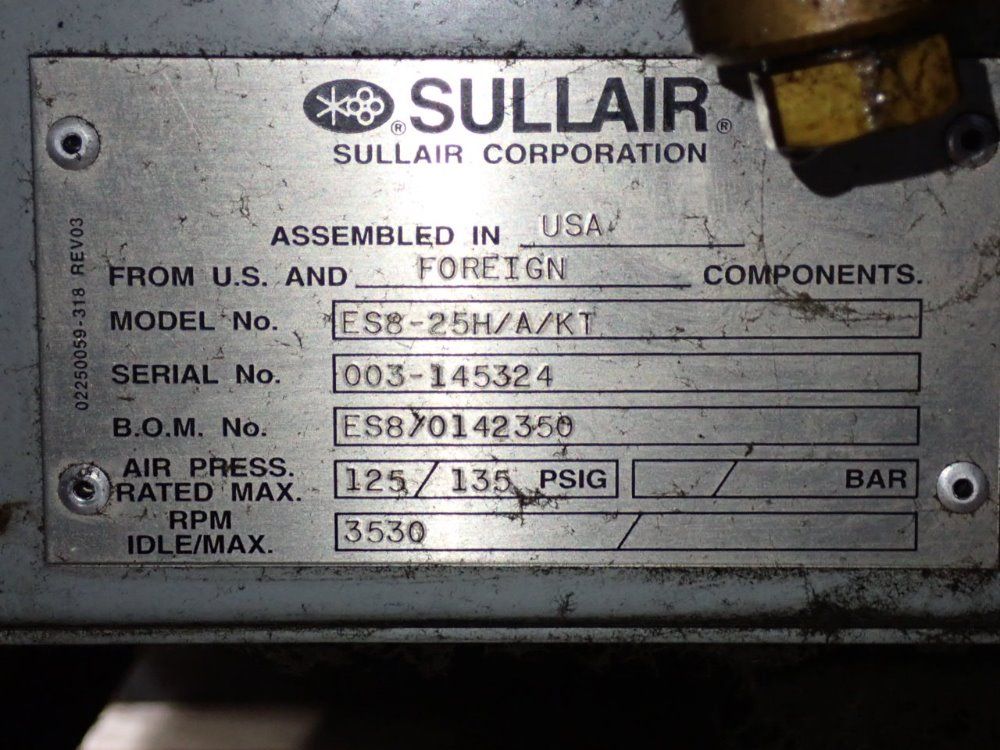 ® SULLAIR ®
SULLAIR CORPORATION
ASSEMBLED IN USA
FROM U.S. AND FOREIGN COMPONENTS.
MODEL No. ES8-25H/A/KT
SERIAL No. 003-145324
B.O.M. No. ES8/0142350
AIR PRESS. RATED MAX. 125 / 135 PSIG / BAR
RPM IDLE/MAX. 3530 /
02250059-318 REV03